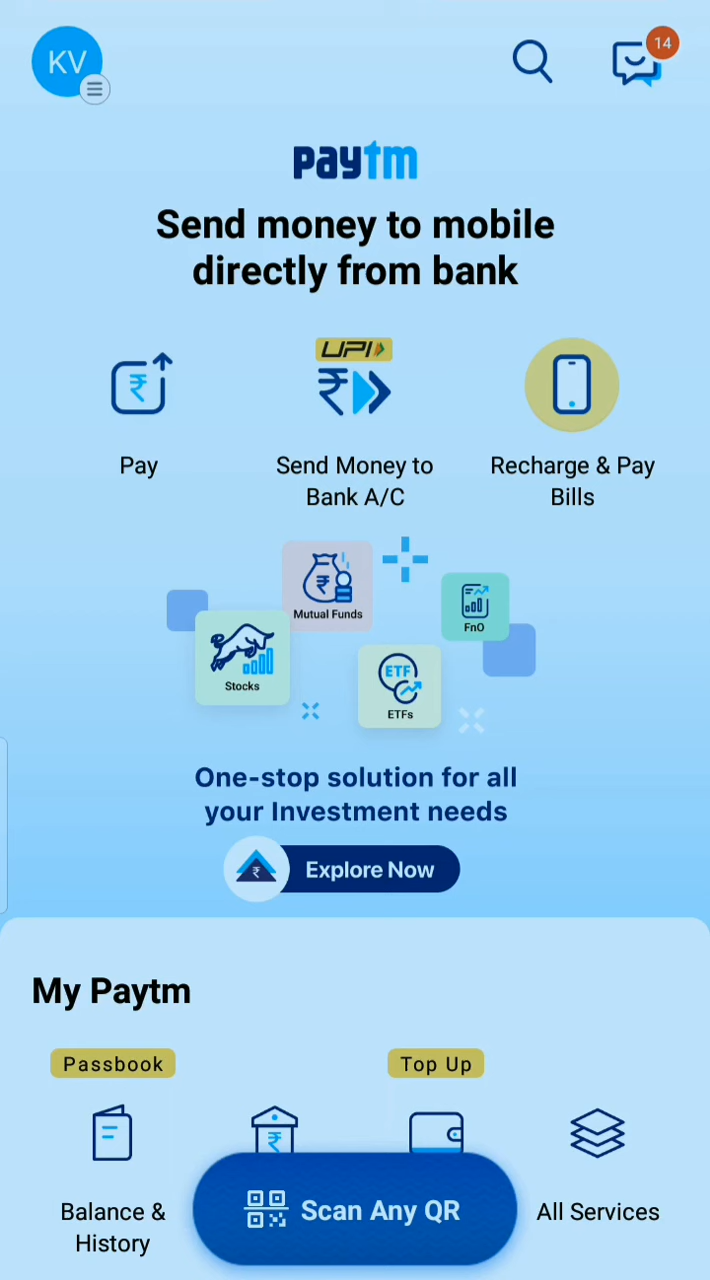 KV
14
paytm
Send money to mobile
directly from bank
UPI
Pay
Send Money to
Bank A/C
Recharge & Pay
Bills
Mutual Funds
FnO
Stocks
ETF
ETFs
One-stop solution for all
your Investment needs
₹
Explore Now
My Paytm
Passbook
Top Up
Balance &
History
Scan Any QR
All Services